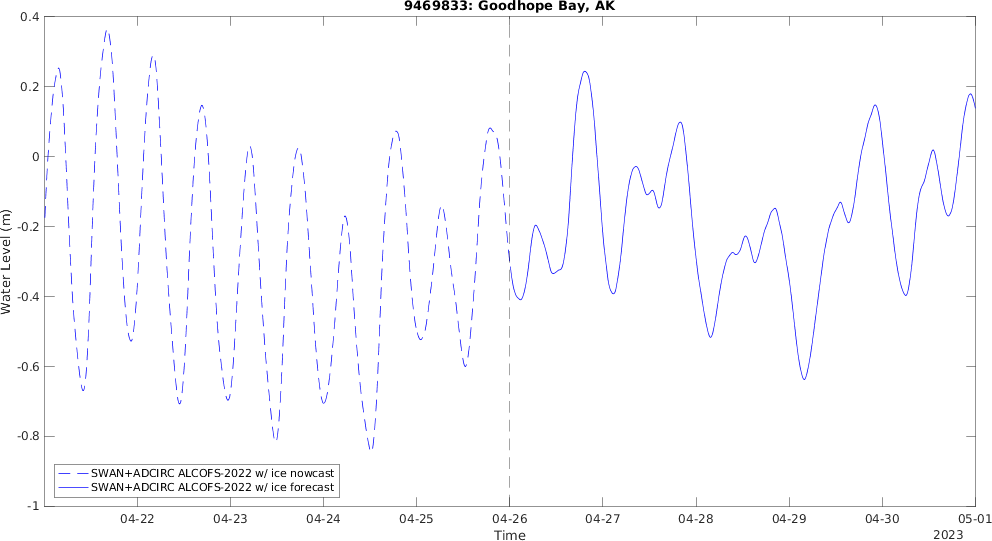 9469833: Goodhope Bay, AK
0.4
0.2
0
-0.2
-0.4
-0.6
-0.8
-1
Water Level (m)
SWAN+ADCIRC ALCOFS-2022 w/ ice nowcast
SWAN+ADCIRC ALCOFS-2022 w/ ice forecast
04-22 04-23 04-24 04-25 04-26 04-27 04-28 04-29 04-30 05-01
Time
2023